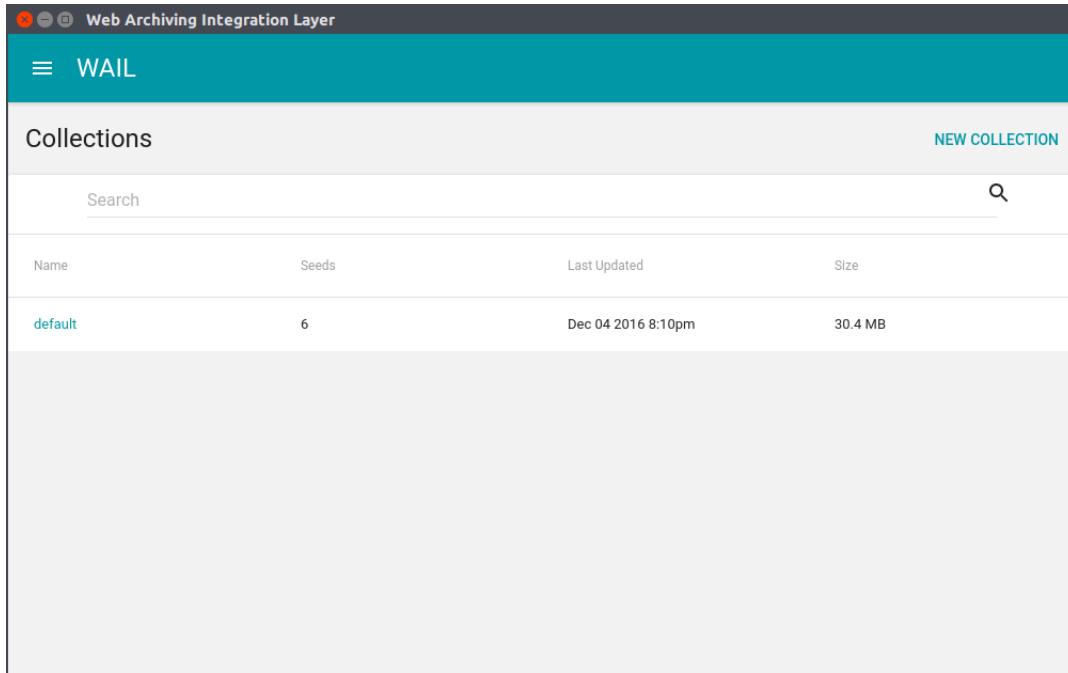 Web Archiving Integration Layer
WAIL
Collections NEW COLLECTION
Search
Name Seeds Last Updated Size
default 6 Dec 04 2016 8:10pm 30.4 MB